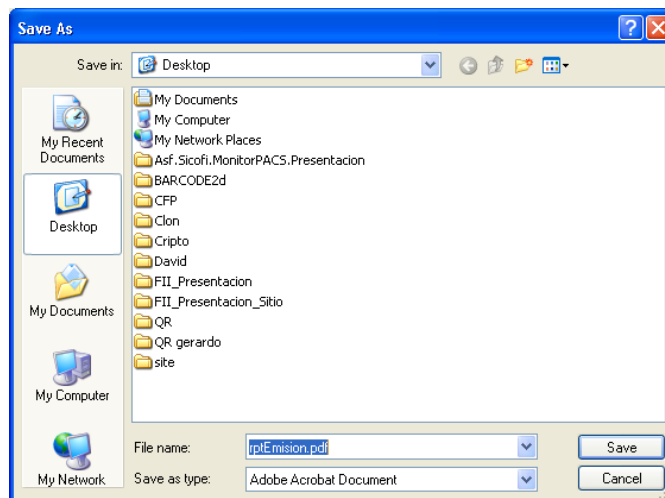 Save As
Save in: Desktop
My Recent
Documents
Desktop
My Documents
My Computer
My Network
My Documents
My Computer
My Network Places
Asf.Sicofi.MonitorPACS.Presentacion
BARCODE2d
CFP
Clon
Cripto
David
FII_Presentacion
FII_Presentacion_Sitio
QR
QR gerardo
site
File name: rptEmision.pdf Save
Save as type: Adobe Acrobat Document Cancel